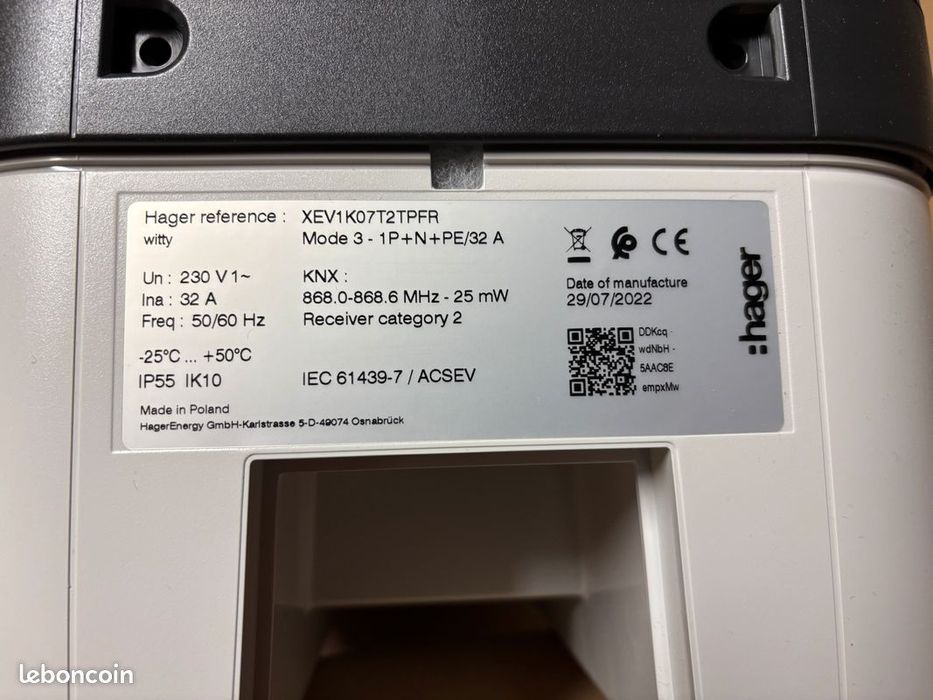 Hager reference : XEV1K07T2TPFR
witty Mode 3 - 1P+N+PE/32 A
Un : 230 V 1~ KNX :
Ina : 32 A 868.0-868.6 MHz - 25 mW
Freq : 50/60 Hz Receiver category 2
-25°C ... +50°C
IP55 IK10 IEC 61439-7 / ACSEV
Made in Poland
HagerEnergy GmbH-Karlstrasse 5-D-49074 Osnabrück
CE
Date of manufacture
29/07/2022
DDKcq -
wdNbH -
5AAC8E
empxMw
:hager
leboncoin